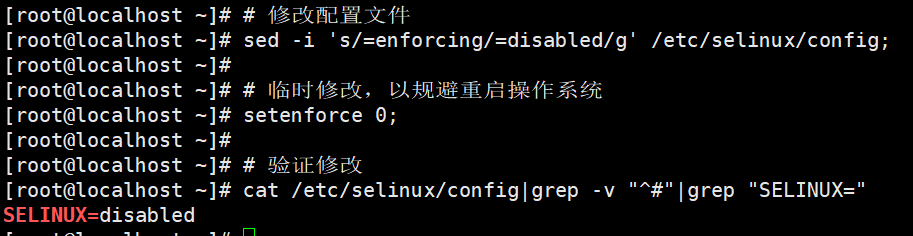 [root@localhost ~]# # 修改配置文件
[root@localhost ~]# sed -i 's/=enforcing/=disabled/g' /etc/selinux/config;
[root@localhost ~]#
[root@localhost ~]# # 临时修改，以规避重启操作系统
[root@localhost ~]# setenforce 0;
[root@localhost ~]#
[root@localhost ~]# # 验证修改
[root@localhost ~]# cat /etc/selinux/config|grep -v "^#"|grep "SELINUX="
SELINUX=disabled
[root@localhost ~]#